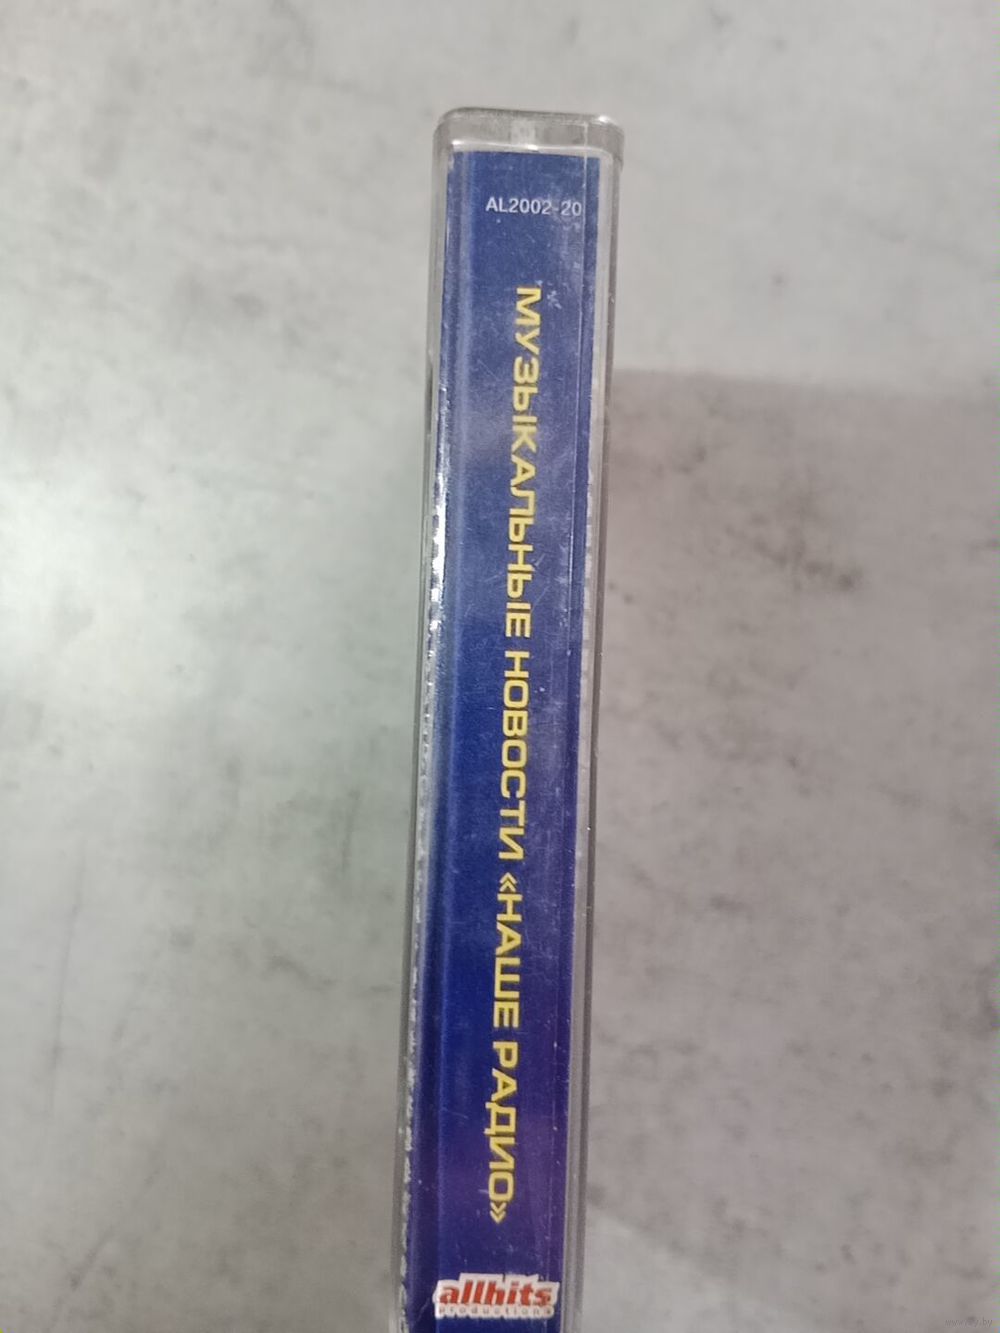 AL2002-20
МУЗЫКАЛЬНЫЕ НОВОСТИ «НАШЕ РАДИО»
allhits
productions